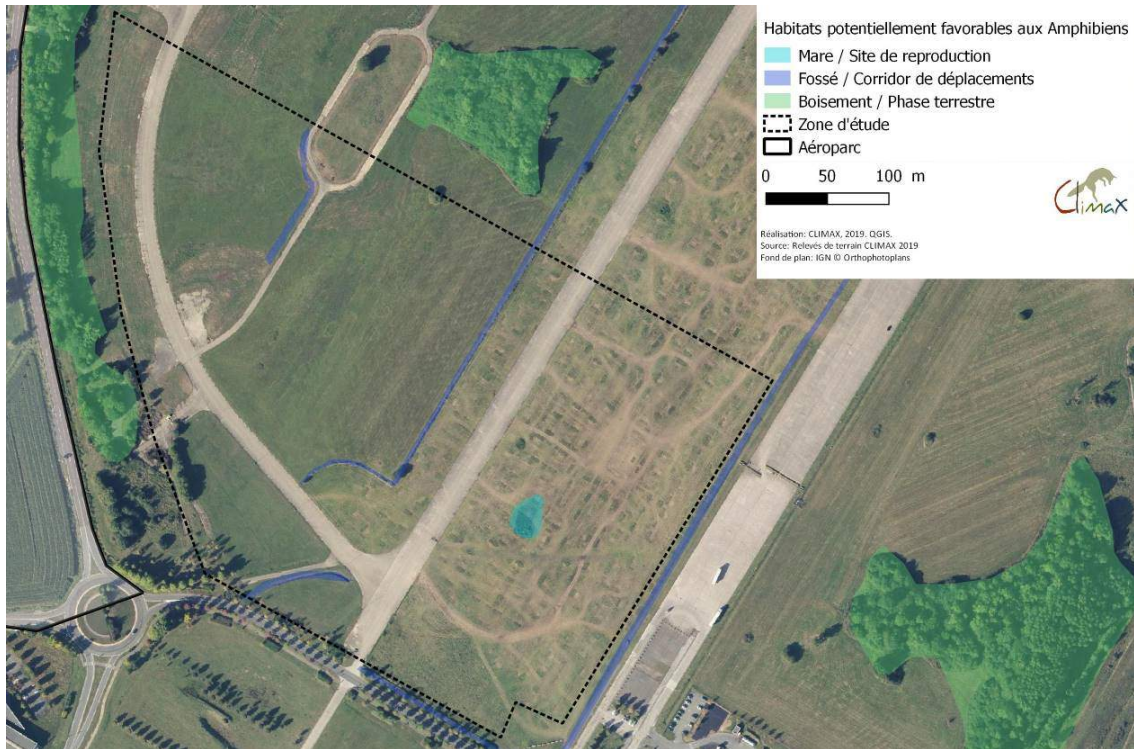 Habitats potentiellement favorables aux Amphibiens
Mare / Site de reproduction
Fossé / Corridor de déplacements
Boisement / Phase terrestre
Zone d'étude
Aéroparc
0 50 100 m
Climax
Réalisation: CLIMAX, 2019. QGIS.
Source: Relevés de terrain CLIMAX 2019
Fond de plan: IGN © Orthophotoplans